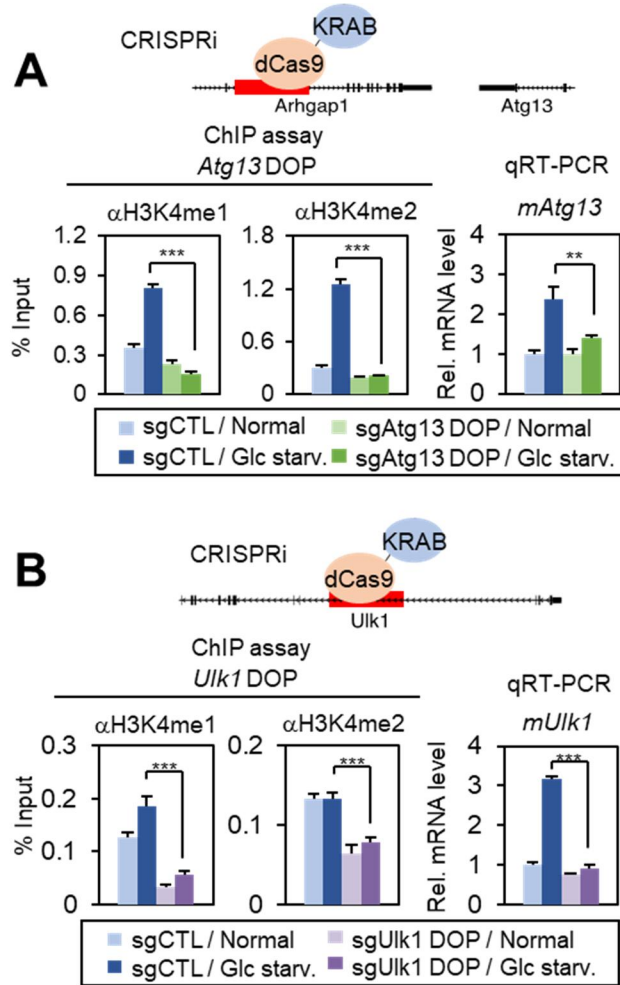 A
CRISPRi
KRAB
dCas9
Arhgap1
Atg13
ChIP assay
Atg13 DOP
qRT-PCR
αH3K4me1
αH3K4me2
mAtg13
% Input
1.2
0.9
0.6
0.3
0
***
1.8
1.2
0.6
0
***
Rel. mRNA level
4
3
2
1
0
**
sgCTL / Normal
sgAtg13 DOP / Normal
sgCTL / Glc starv.
sgAtg13 DOP / Glc starv.
B
CRISPRi
KRAB
dCas9
Ulk1
ChIP assay
Ulk1 DOP
qRT-PCR
αH3K4me1
αH3K4me2
mUlk1
% Input
0.3
0.2
0.1
0
***
0.2
0.1
0
***
Rel. mRNA level
4
3
2
1
0
***
sgCTL / Normal
sgUlk1 DOP / Normal
sgCTL / Glc starv.
sgUlk1 DOP / Glc starv.